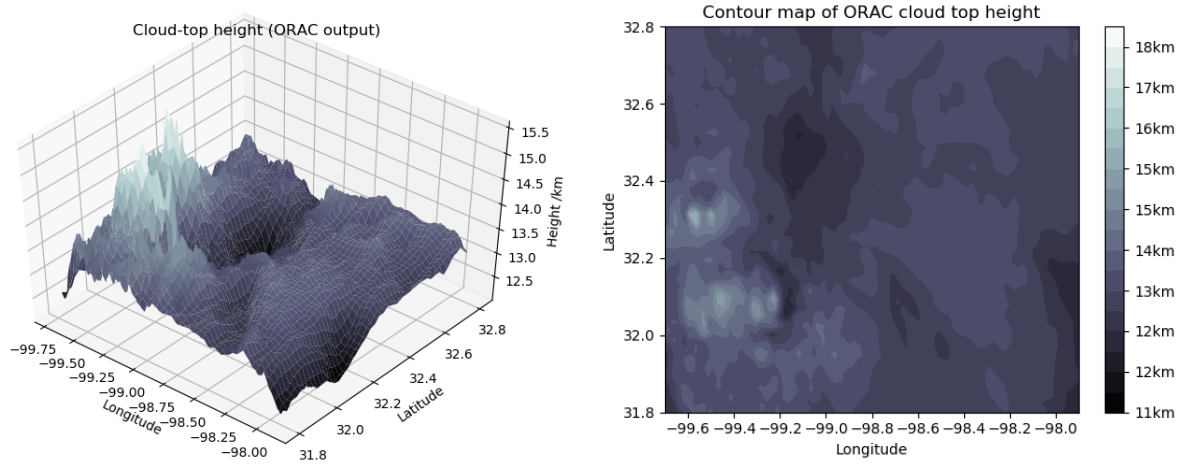 Cloud-top height (ORAC output)
15.5
15.0
14.5
14.0
13.5
13.0
12.5
Height /km
−99.75
−99.50
−99.25
−99.00
−98.75
−98.50
−98.25
−98.00
Longitude
31.8
32.0
32.2
32.4
32.6
32.8
Latitude
Contour map of ORAC cloud top height
32.8
32.6
32.4
32.2
32.0
31.8
Latitude
−99.6 −99.4 −99.2 −99.0 −98.8 −98.6 −98.4 −98.2 −98.0
Longitude
18km
17km
16km
15km
15km
14km
13km
12km
12km
11km